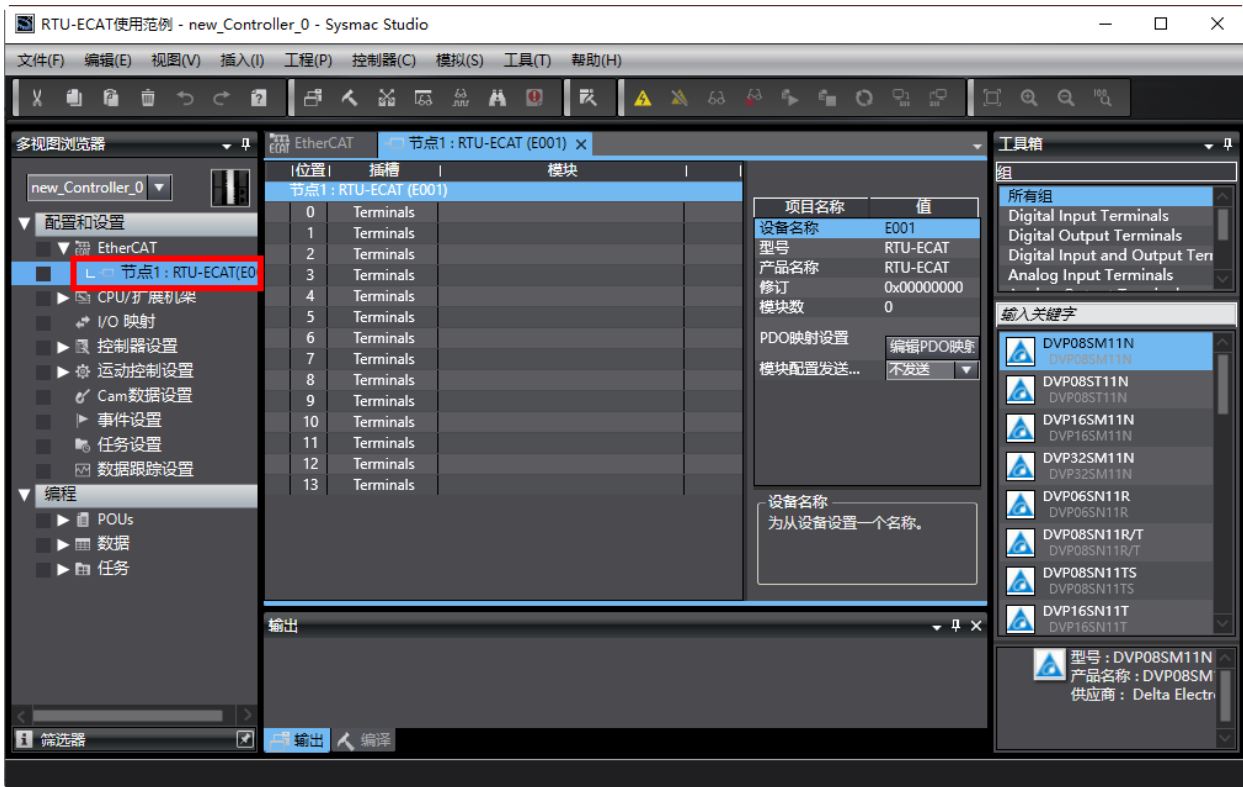 RTU-ECAT使用范例 - new_Controller_0 - Sysmac Studio
文件(F) 编辑(E) 视图(V) 插入(I) 工程(P) 控制器(C) 模拟(S) 工具(T) 帮助(H)
多视图浏览器
new_Controller_0
配置和设置
EtherCAT
节点1 : RTU-ECAT(E0
CPU/扩展机架
I/O 映射
控制器设置
运动控制设置
Cam数据设置
事件设置
任务设置
数据跟踪设置
编程
POUs
数据
任务
筛选器
EtherCAT 节点1 : RTU-ECAT (E001)
位置 插槽 模块
节点1 : RTU-ECAT (E001)
0 Terminals
1 Terminals
2 Terminals
3 Terminals
4 Terminals
5 Terminals
6 Terminals
7 Terminals
8 Terminals
9 Terminals
10 Terminals
11 Terminals
12 Terminals
13 Terminals
项目名称 值
设备名称 E001
型号 RTU-ECAT
产品名称 RTU-ECAT
修订 0x00000000
模块数 0
PDO映射设置 编辑PDO映射
模块配置发送... 不发送
设备名称
为从设备设置一个名称。
输出
输出 编译
工具箱
组
所有组
Digital Input Terminals
Digital Output Terminals
Digital Input and Output Terr
Analog Input Terminals
输入关键字
DVP08SM11N
DVP08SM11N
DVP08ST11N
DVP08ST11N
DVP16SM11N
DVP16SM11N
DVP32SM11N
DVP32SM11N
DVP06SN11R
DVP06SN11R
DVP08SN11R/T
DVP08SN11R/T
DVP08SN11TS
DVP08SN11TS
DVP16SN11T
DVP16SN11T
型号 : DVP08SM11N
产品名称 : DVP08SM
供应商 : Delta Electr